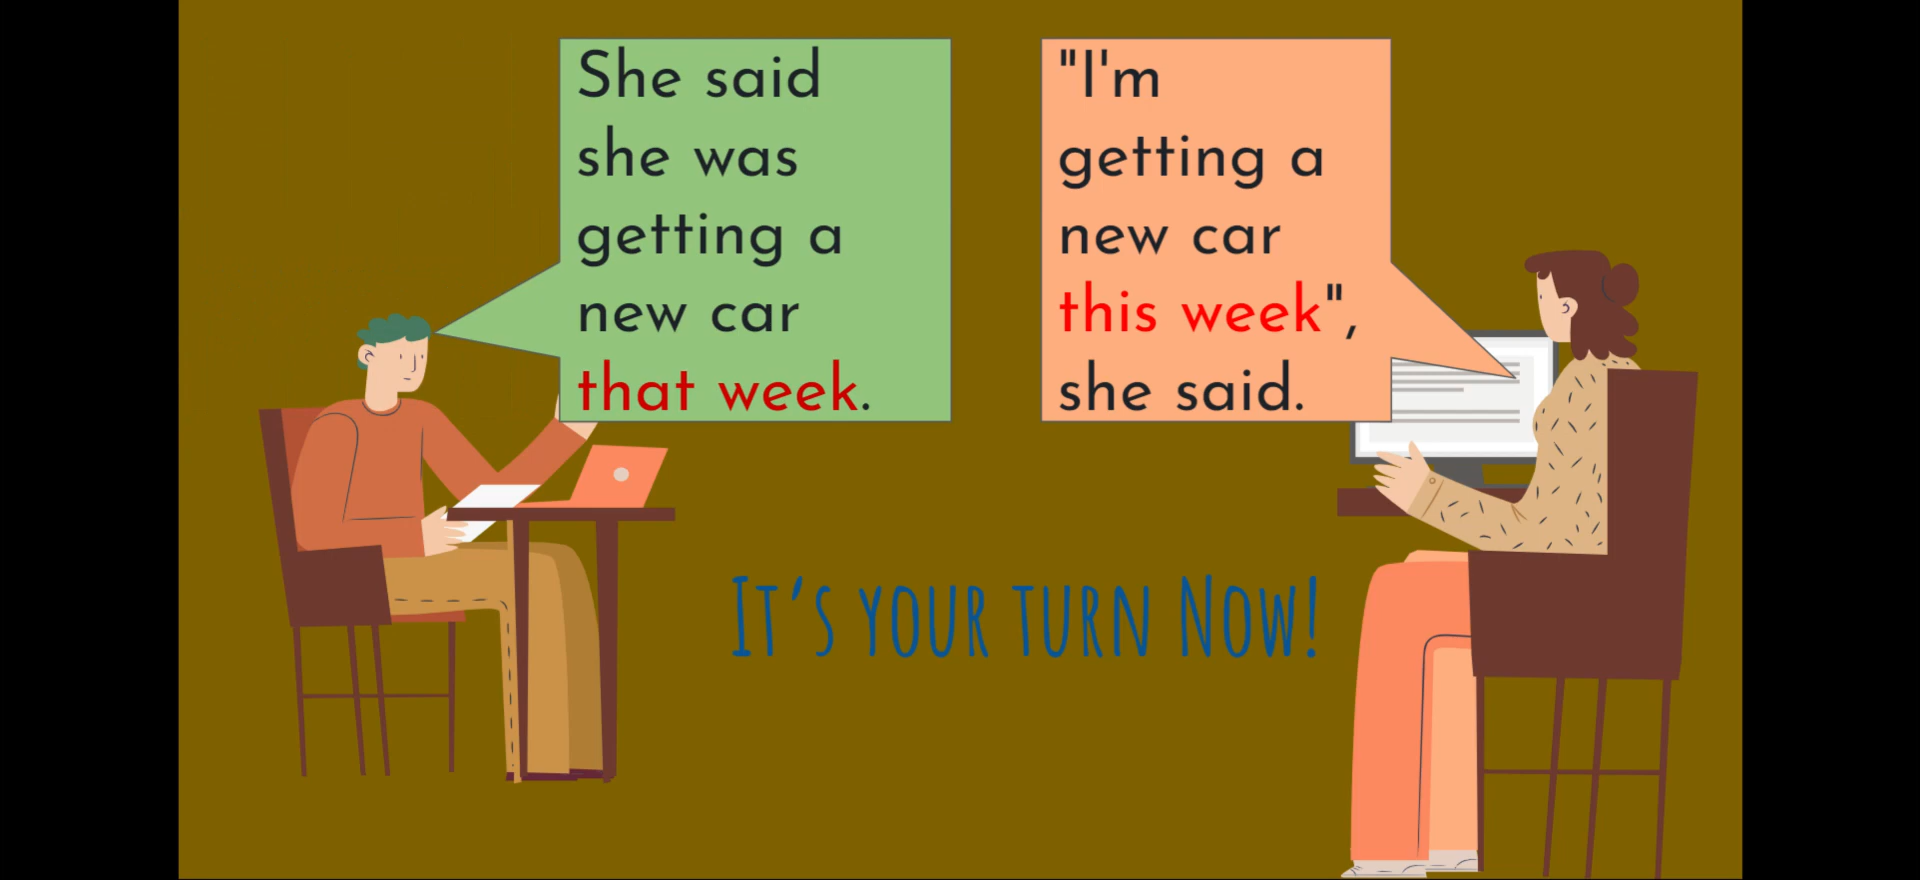 She said
she was
getting a
new car
that week.
"I'm
getting a
new car
this week",
she said.
It's your turn Now!